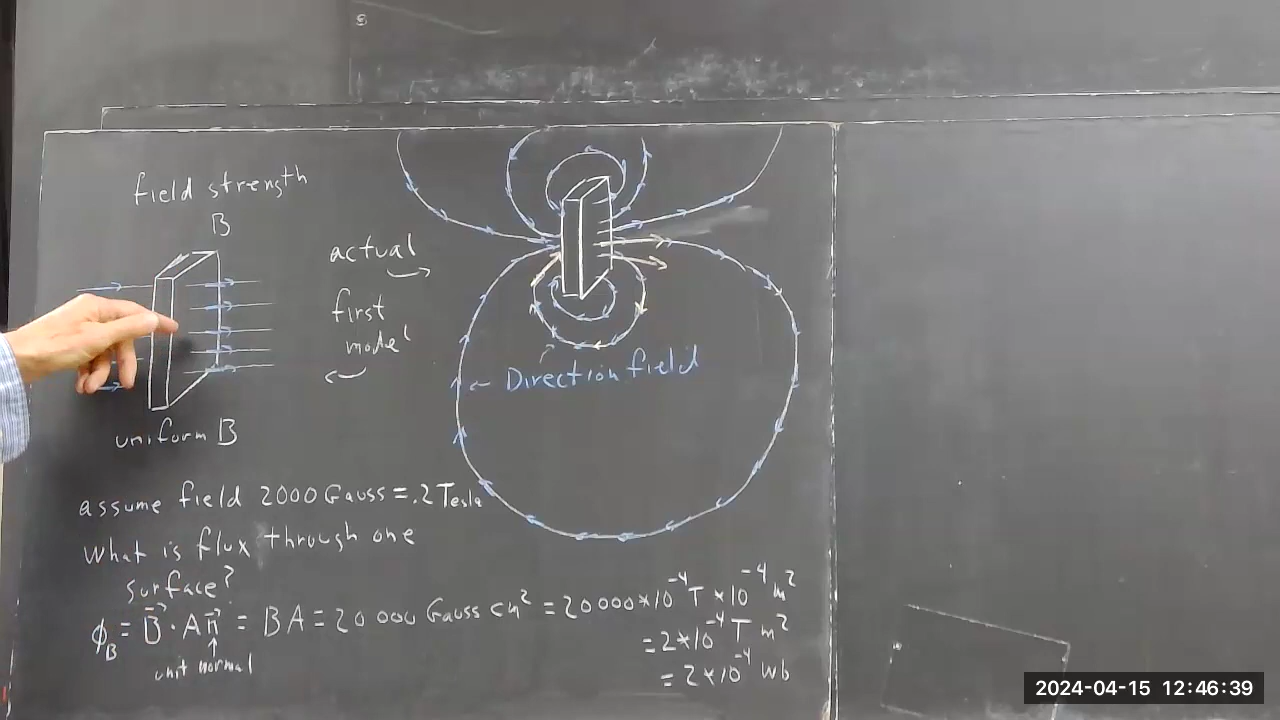 field strength
B
actual
first
model
Direction field
uniform B
assume field 2000 Gauss = .2 Tesla
What is flux through one
surface?
ϕ_B = B⃗ · A n⃗ = BA = 20 000 Gauss cm² = 20000 * 10⁻⁴ T * 10⁻⁴ m²
unit normal
= 2 * 10⁻⁴ T m²
= 2 * 10⁻⁴ Wb
2024-04-15 12:46:39